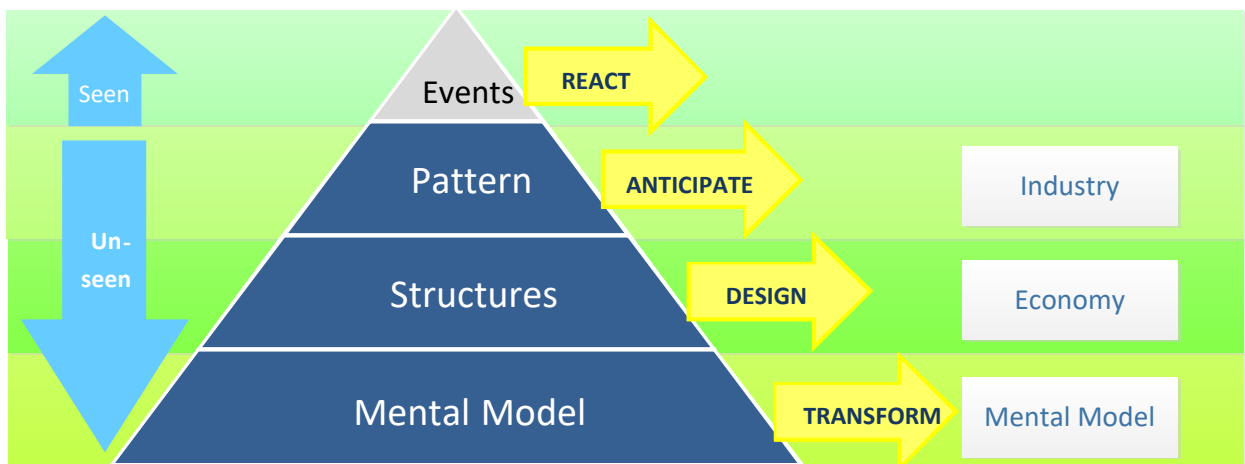 Seen
Events
REACT
Pattern
ANTICIPATE
Industry
Un-
seen
Structures
DESIGN
Economy
Mental Model
TRANSFORM
Mental Model